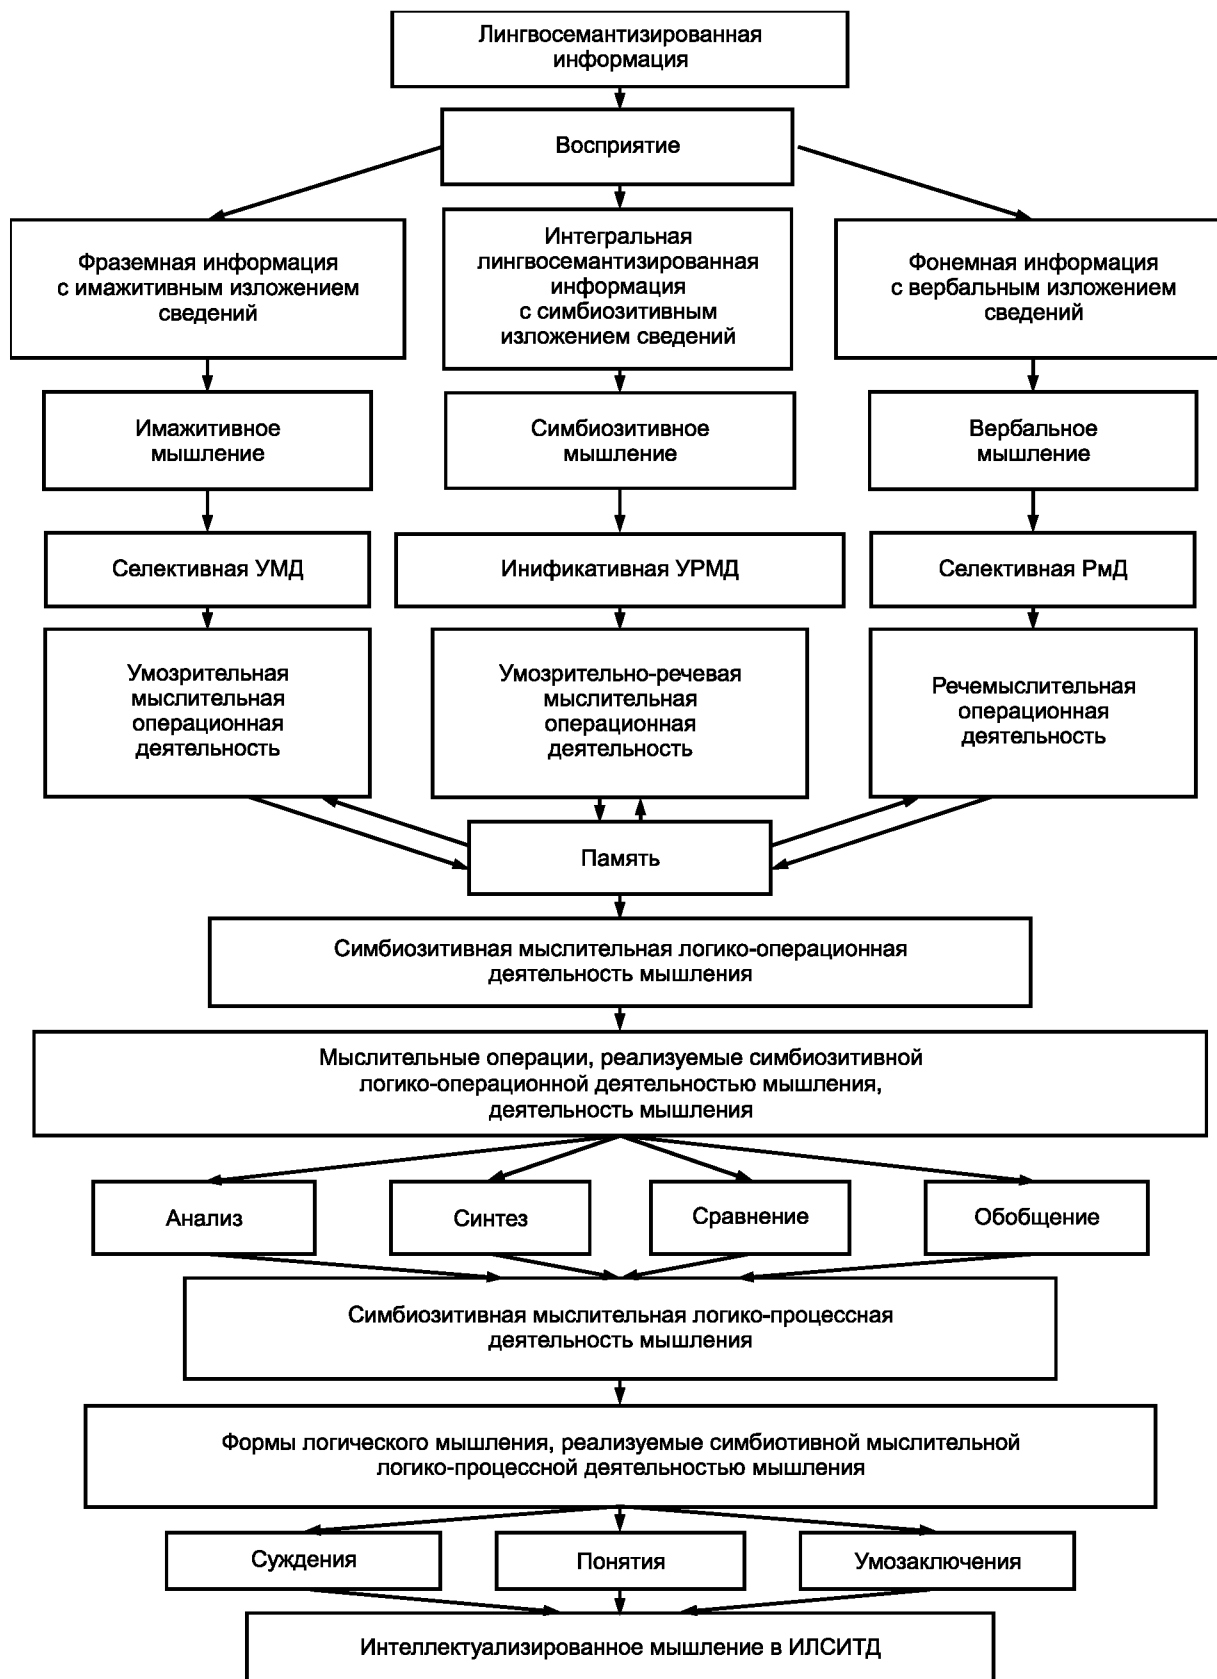 Лингвосемантизированная
информация
Восприятие
Фраземная информация
с имажитивным изложением
сведений
Интегральная
лингвосемантизированная
информация
с симбиозитивным
изложением сведений
Фонемная информация
с вербальным изложением
сведений
Имажитивное
мышление
Симбиозитивное
мышление
Вербальное
мышление
Селективная УМД
Инификативная УРМД
Селективная РмД
Умозрительная
мыслительная
операционная
деятельность
Умозрительно-речевая
мыслительная
операционная
деятельность
Речемыслительная
операционная
деятельность
Память
Симбиозитивная мыслительная логико-операционная
деятельность мышления
Мыслительные операции, реализуемые симбиозитивной
логико-операционной деятельностью мышления,
деятельность мышления
Анализ
Синтез
Сравнение
Обобщение
Симбиозитивная мыслительная логико-процессная
деятельность мышления
Формы логического мышления, реализуемые симбиотивной мыслительной
логико-процессной деятельностью мышления
Суждения
Понятия
Умозаключения
Интеллектуализированное мышление в ИЛСИТД